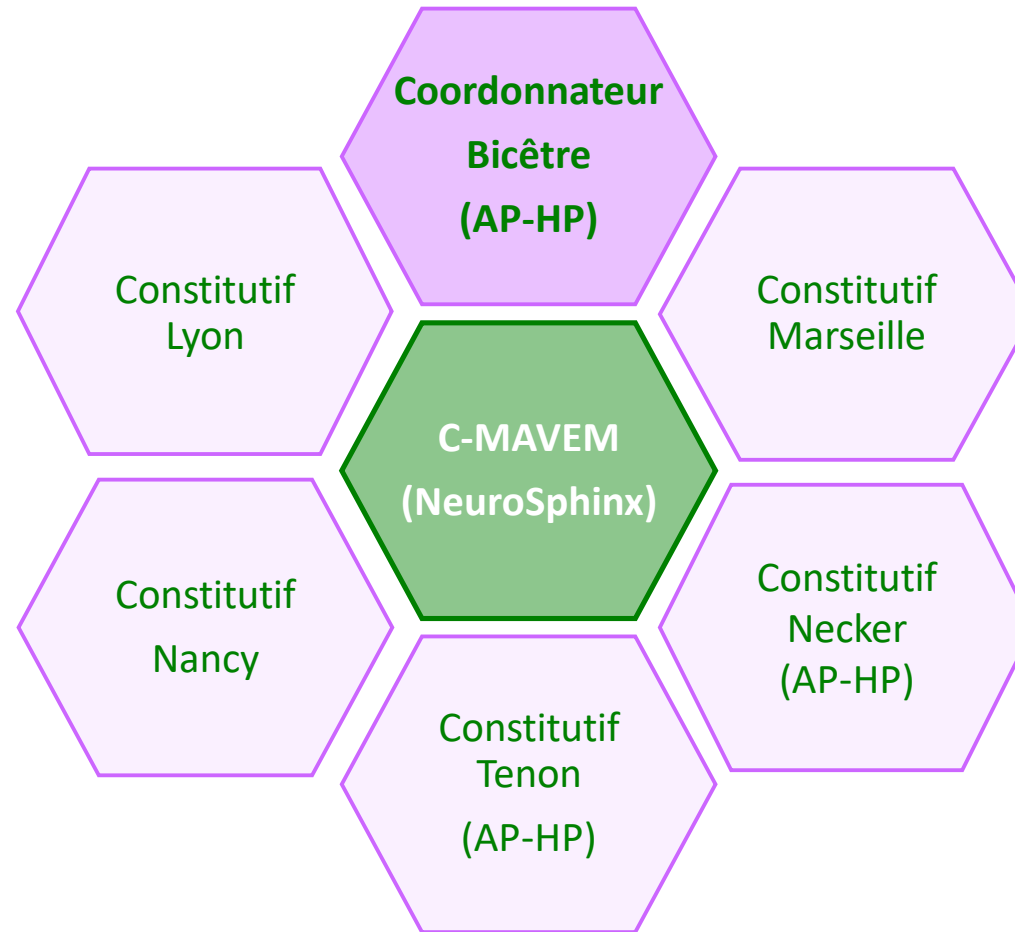 Coordonnateur
Bicêtre
(AP-HP)
Constitutif
Lyon
Constitutif
Marseille
C-MAVEM
(NeuroSphinx)
Constitutif
Nancy
Constitutif
Necker
(AP-HP)
Constitutif
Tenon
(AP-HP)